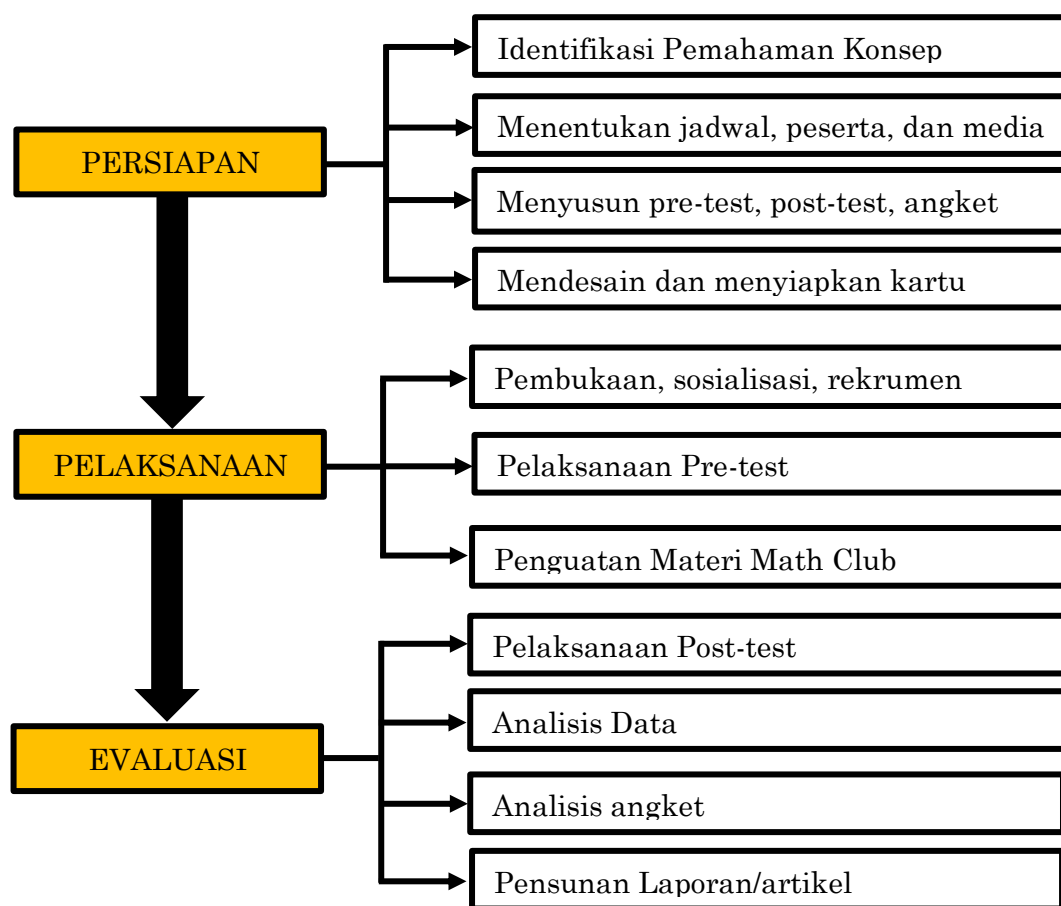 PERSIAPAN
Identifikasi Pemahaman Konsep
Menentukan jadwal, peserta, dan media
Menyusun pre-test, post-test, angket
Mendesain dan menyiapkan kartu
PELAKSANAAN
Pembukaan, sosialisasi, rekrumen
Pelaksanaan Pre-test
Penguatan Materi Math Club
EVALUASI
Pelaksanaan Post-test
Analisis Data
Analisis angket
Pensunan Laporan/artikel